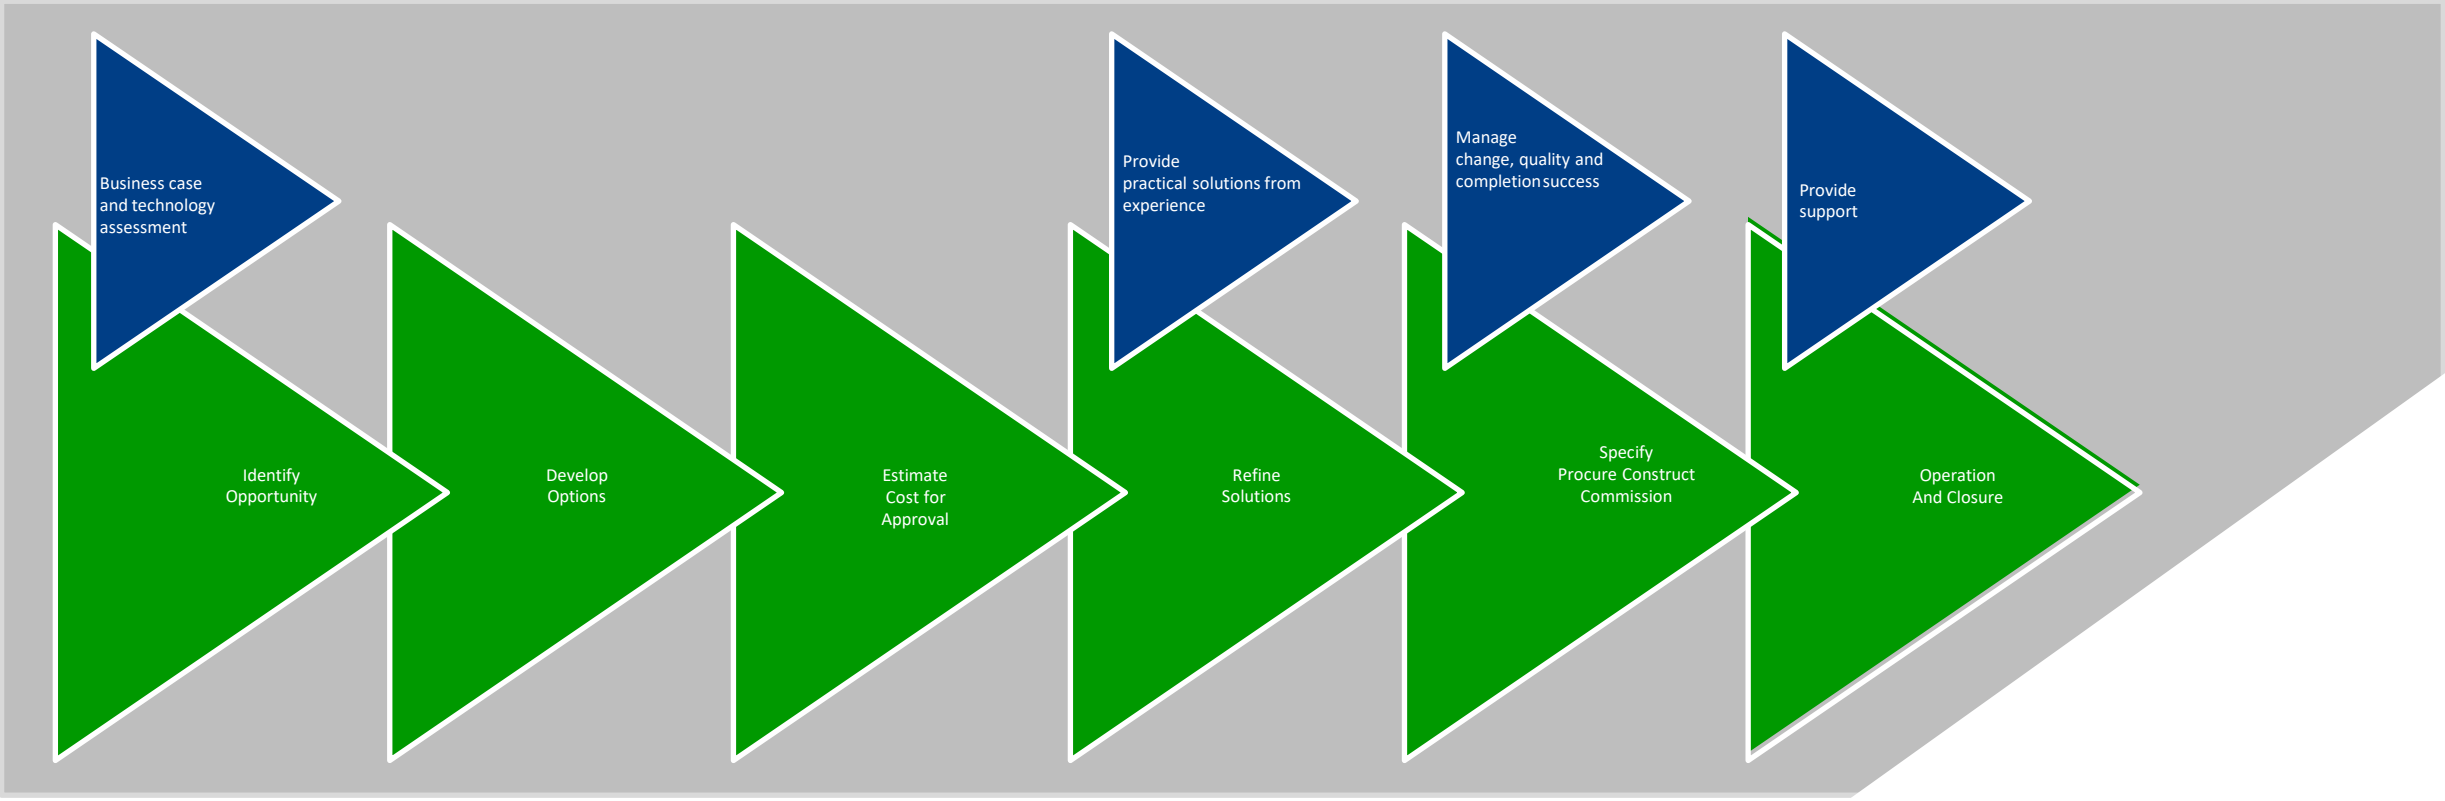 Business case
and technology
assessment
Provide
practical solutions from
experience
Manage
change, quality and
completion success
Provide
support
Identify
Opportunity
Develop
Options
Estimate
Cost for
Approval
Refine
Solutions
Specify
Procure Construct
Commission
Operation
And Closure